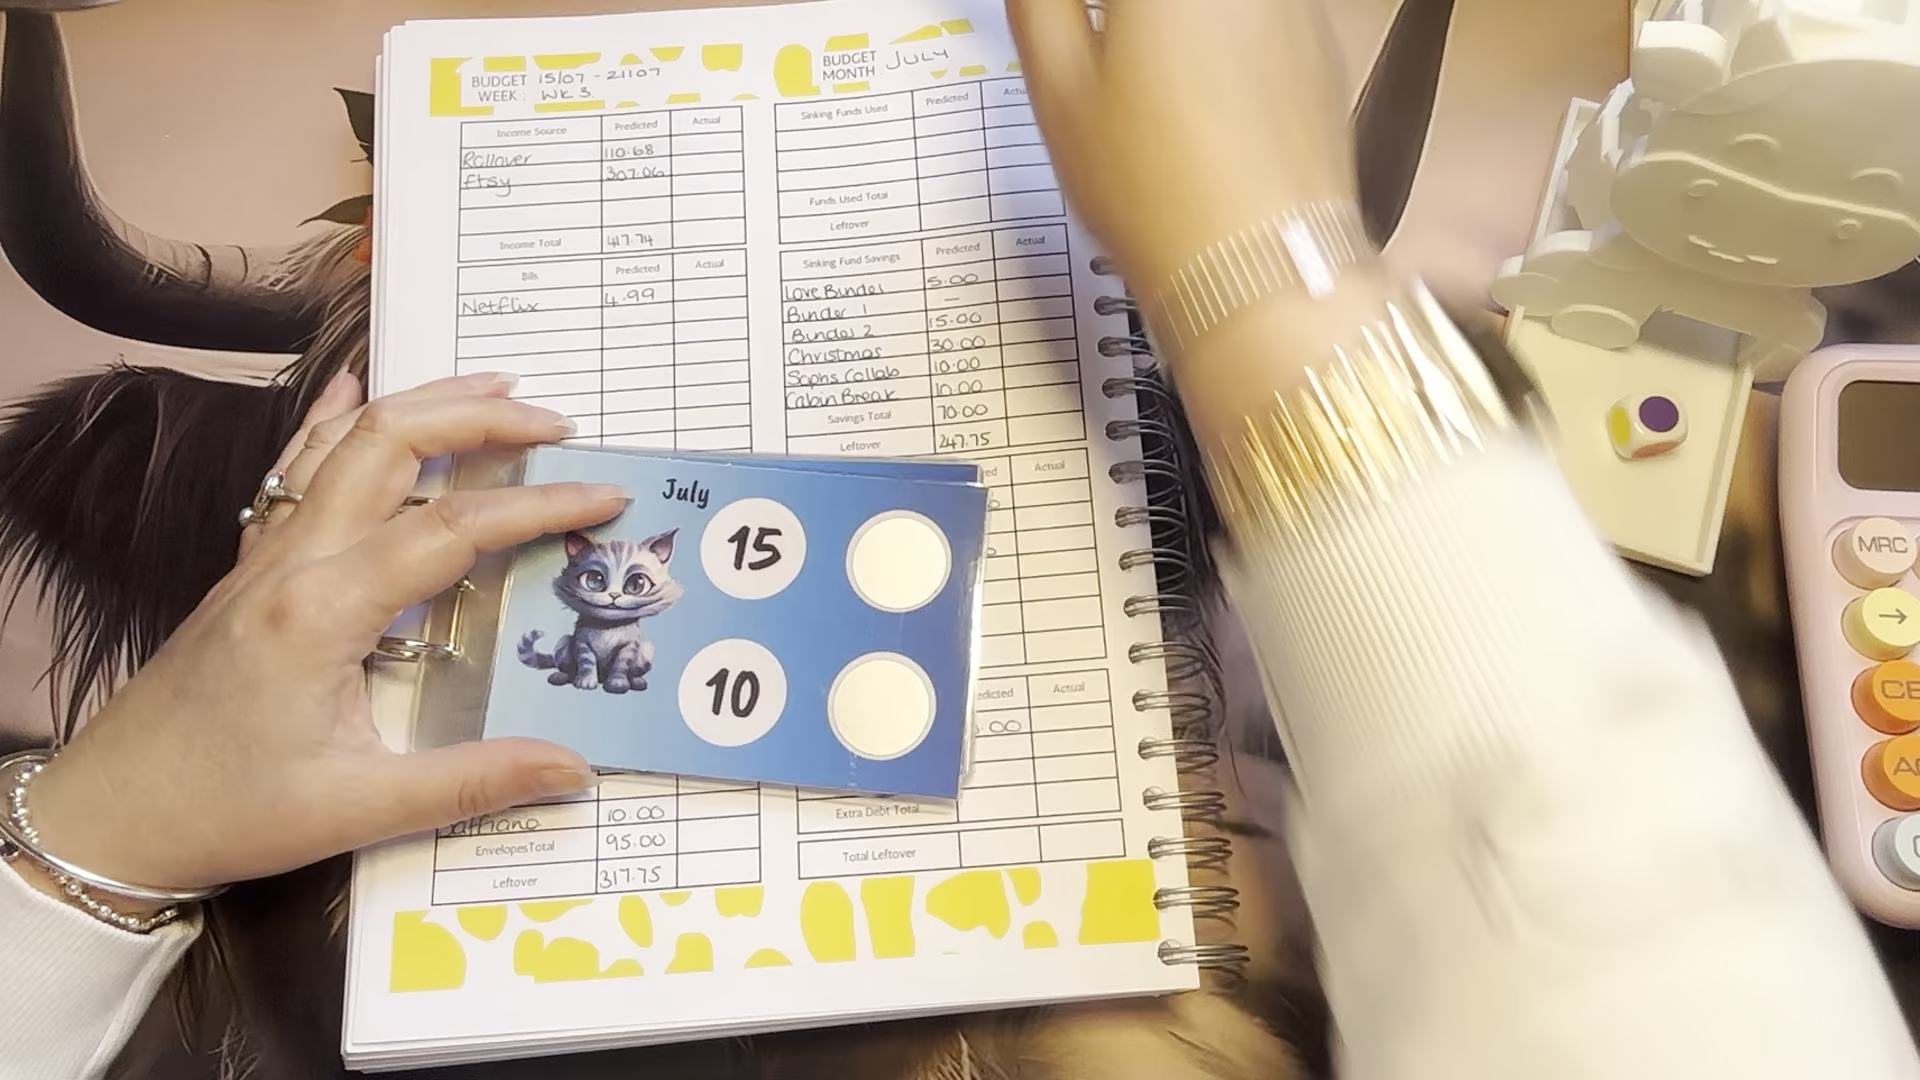 BUDGET WEEK: 15/07 - 21/07 WK 3.
BUDGET MONTH JULY
Income Source Predicted Actual
Rollover 110.68
Etsy 307.06
Income Total 417.74
Bills Predicted Actual
Netflix 4.99
10.00
EnvelopesTotal 95.00
Leftover 317.75
Sinking Funds Used Predicted
Funds Used Total
Leftover
Sinking Fund Savings Predicted Actual
Love Binder 5.00
Binder 1 —
Binder 2 15.00
Christmas 30.00
Sophs Collab 10.00
Cabin Break 10.00
Savings Total 70.00
Leftover 247.75
Actual
Actual
Extra Debt Total
Total Leftover
July
15
10
MRC
→